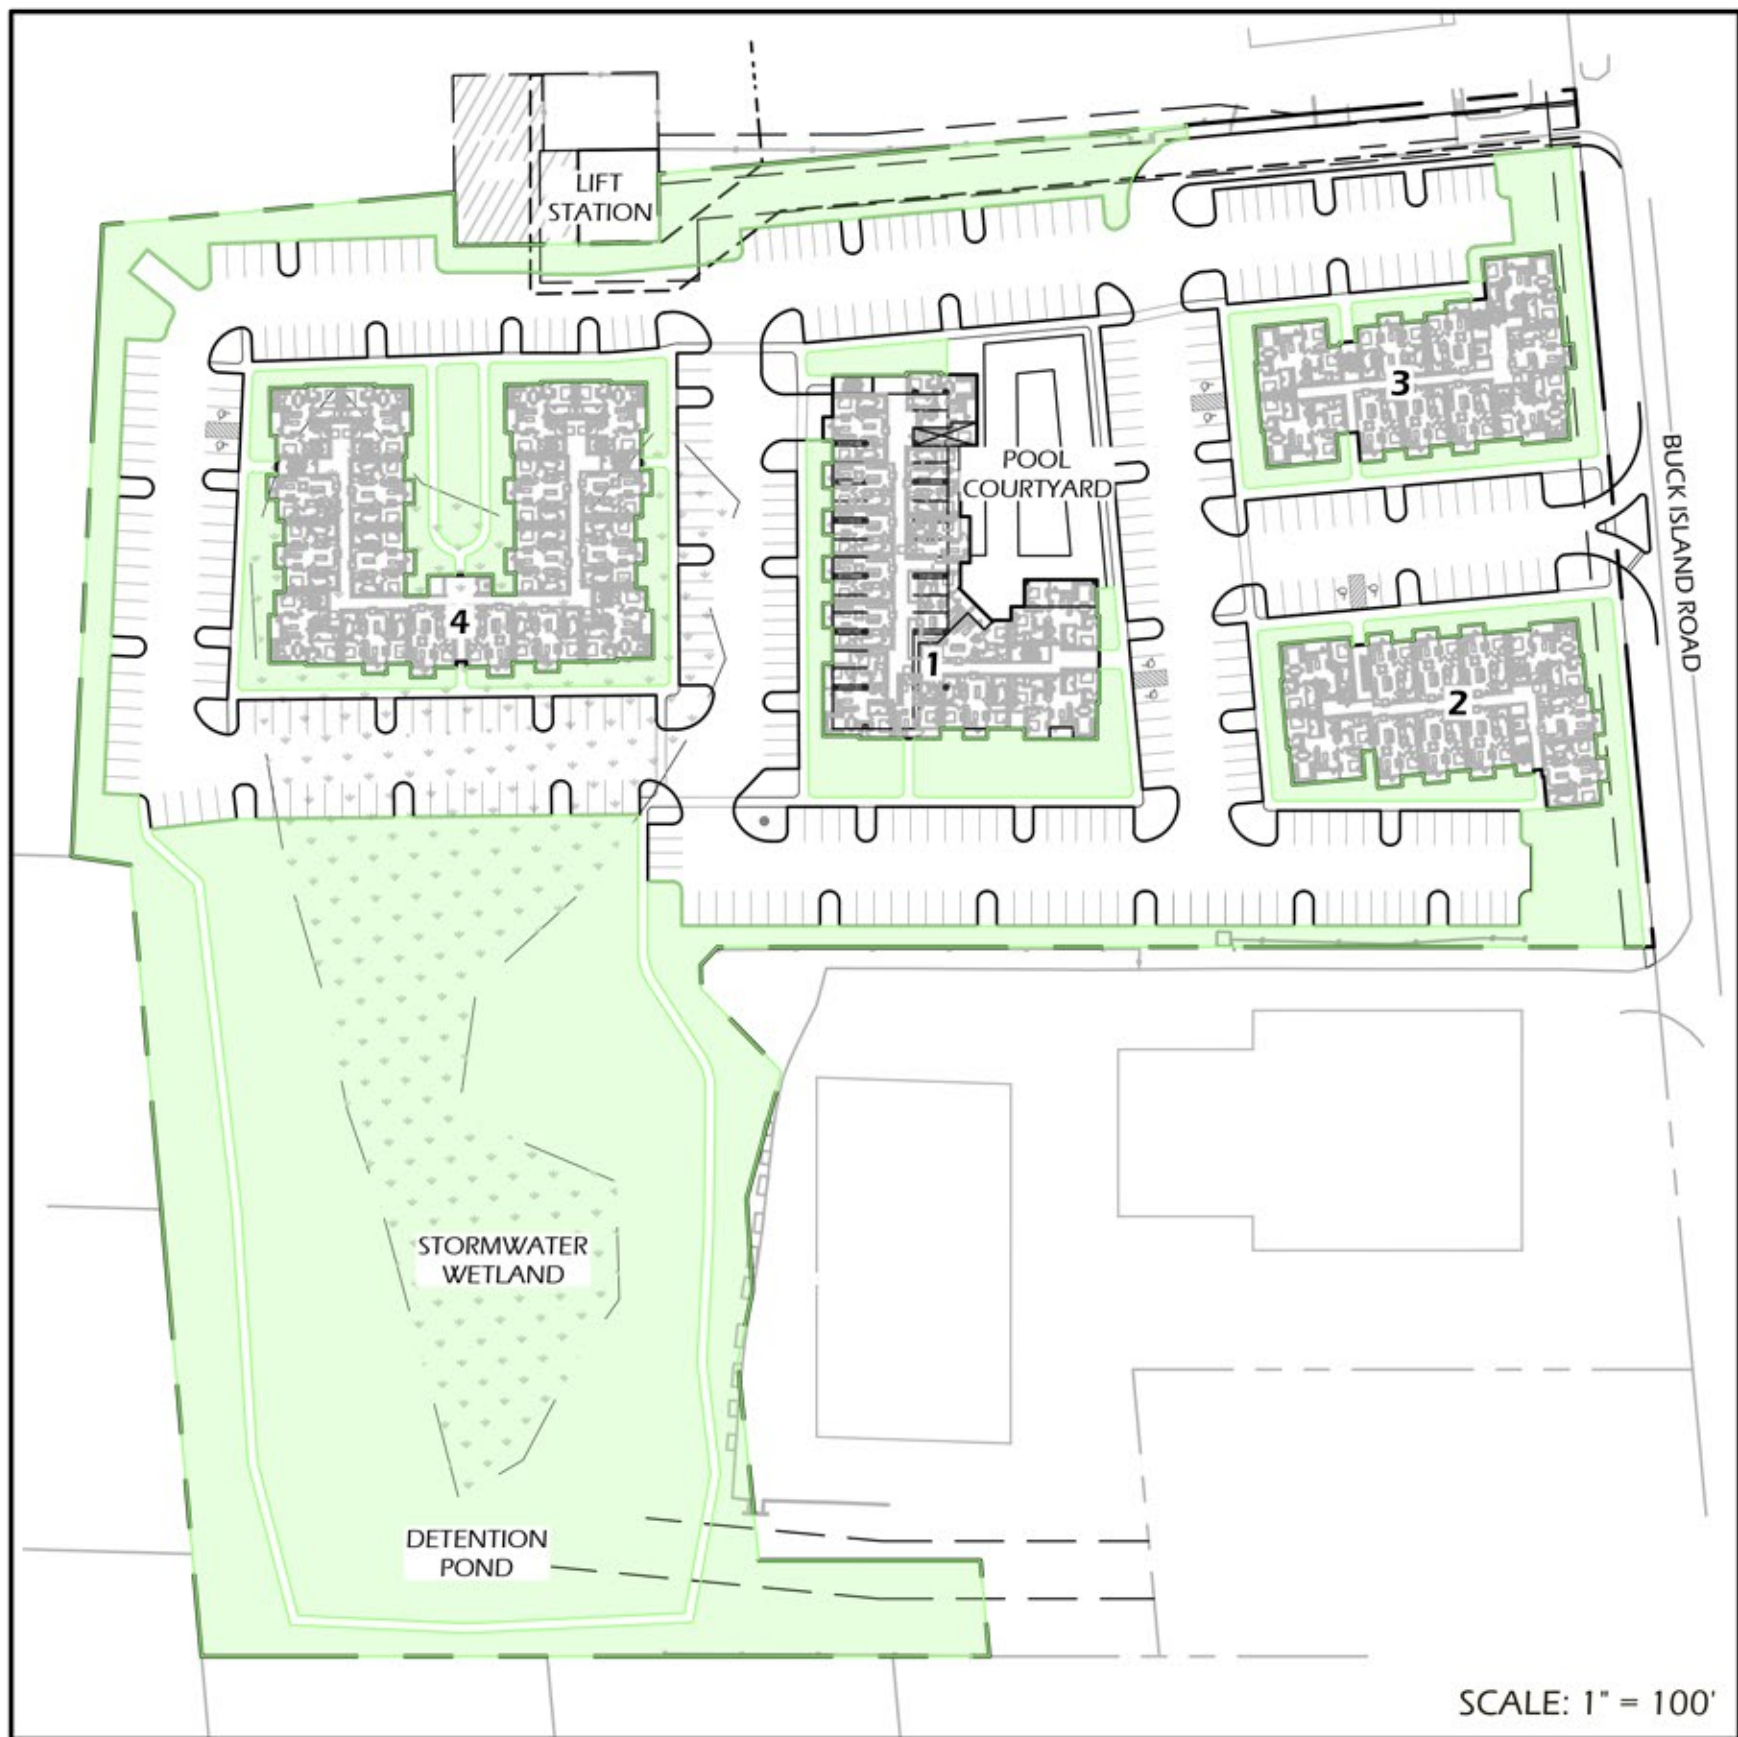 LIFT
STATION
3
POOL
COURTYARD
BUCK ISLAND ROAD
4
1
2
STORMWATER
WETLAND
DETENTION
POND
SCALE: 1" = 100'